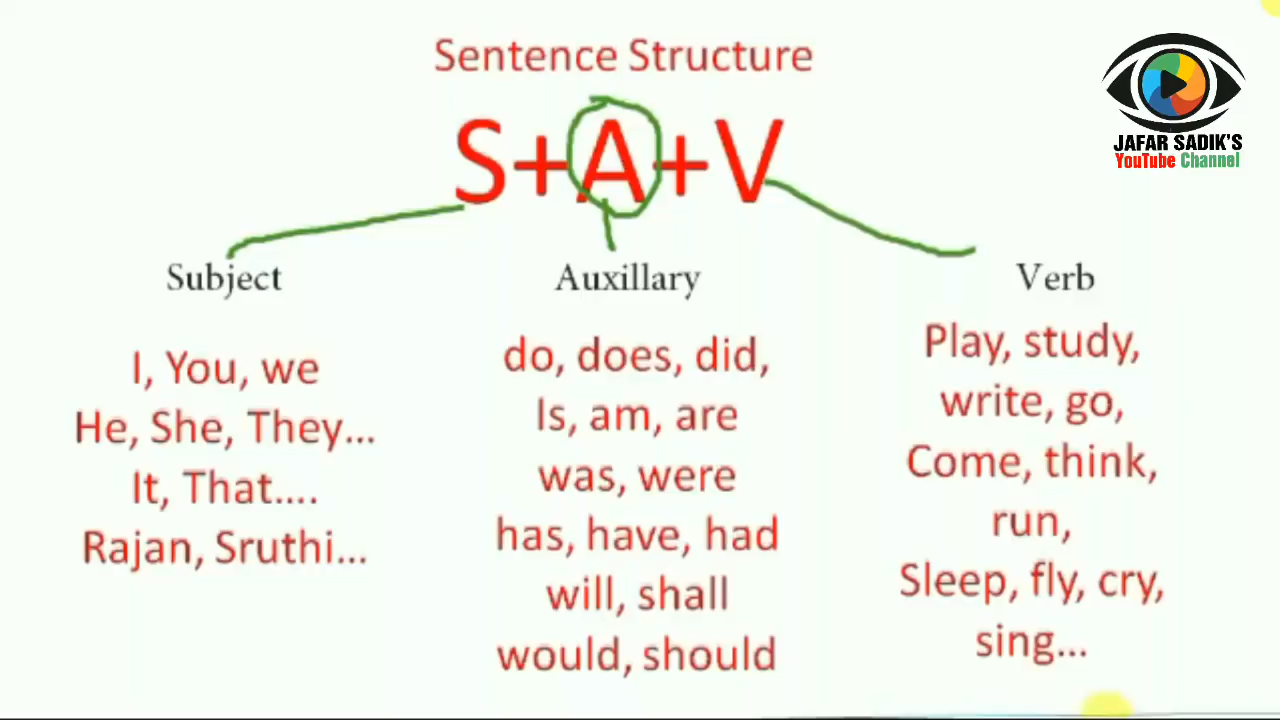 Sentence Structure
S+A+V
JAFAR SADIK'S
YouTube Channel
Subject
I, You, we
He, She, They...
It, That....
Rajan, Sruthi...
Auxillary
do, does, did,
Is, am, are
was, were
has, have, had
will, shall
would, should
Verb
Play, study,
write, go,
Come, think,
run,
Sleep, fly, cry,
sing...